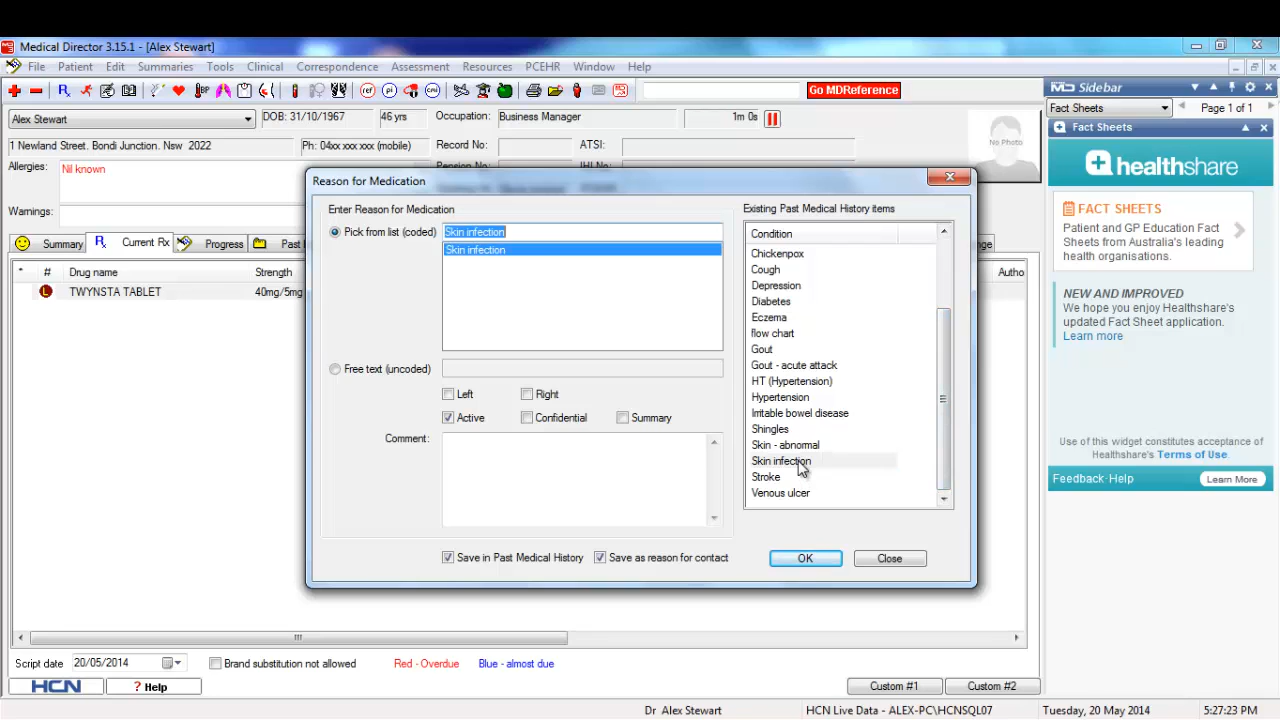 Medical Director 3.15.1 - [Alex Stewart]
File Patient Edit Summaries Tools Clinical Correspondence Assessment Resources PCEHR Window Help
Go MDReference
MD Sidebar
Fact Sheets
Page 1 of 1
Alex Stewart
DOB: 31/10/1967
46 yrs
Occupation:
Business Manager
1m 0s
No Photo
1 Newland Street. Bondi Junction. Nsw 2022
Ph: 04xx xxx xxx (mobile)
Record No:
ATSI:
Allergies:
Nil known
Warnings:
Summary
Rx Current Rx
Progress
# Drug name Strength
L TWYNSTA TABLET 40mg/5mg
Reason for Medication
Enter Reason for Medication
Pick from list (coded)
Skin infection
Skin infection
Free text (uncoded)
Left
Right
Active
Confidential
Summary
Comment:
Save in Past Medical History
Save as reason for contact
OK
Close
Existing Past Medical History items
Condition
Chickenpox
Cough
Depression
Diabetes
Eczema
flow chart
Gout
Gout - acute attack
HT (Hypertension)
Hypertension
Irritable bowel disease
Shingles
Skin - abnormal
Skin infection
Stroke
Venous ulcer
Fact Sheets
healthshare
FACT SHEETS
Patient and GP Education Fact
Sheets from Australia's leading
health organisations.
NEW AND IMPROVED
We hope you enjoy Healthshare's
updated Fact Sheet application.
Learn more
Use of this widget constitutes acceptance of
Healthshare's Terms of Use.
Feedback·Help
Learn More
Script date
20/05/2014
Brand substitution not allowed
Red - Overdue
Blue - almost due
HCN
? Help
Custom #1
Custom #2
Dr Alex Stewart
HCN Live Data - ALEX-PC\HCNSQL07
Tuesday, 20 May 2014
5:27:23 PM